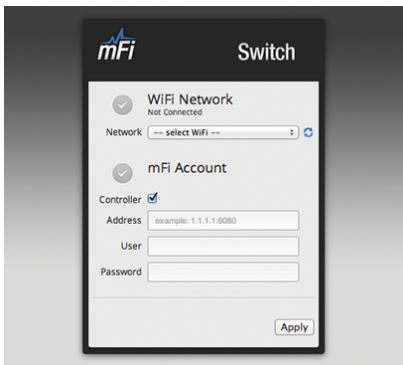 mFi
Switch
WiFi Network
Not Connected
Network -- select WiFi --
mFi Account
Controller
Address example: 1.1.1.1:6080
User
Password
Apply